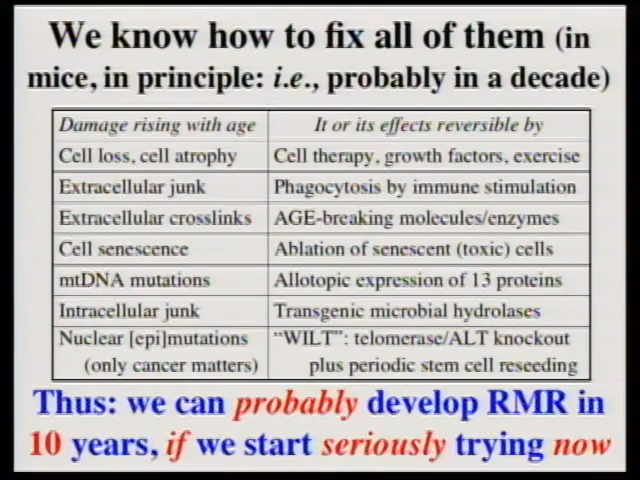 We know how to fix all of them (in
mice, in principle: i.e., probably in a decade)
Damage rising with age It or its effects reversible by
Cell loss, cell atrophy Cell therapy, growth factors, exercise
Extracellular junk Phagocytosis by immune stimulation
Extracellular crosslinks AGE-breaking molecules/enzymes
Cell senescence Ablation of senescent (toxic) cells
mtDNA mutations Allotopic expression of 13 proteins
Intracellular junk Transgenic microbial hydrolases
Nuclear [epi]mutations "WILT": telomerase/ALT knockout
(only cancer matters) plus periodic stem cell reseeding
Thus: we can probably develop RMR in
10 years, if we start seriously trying now